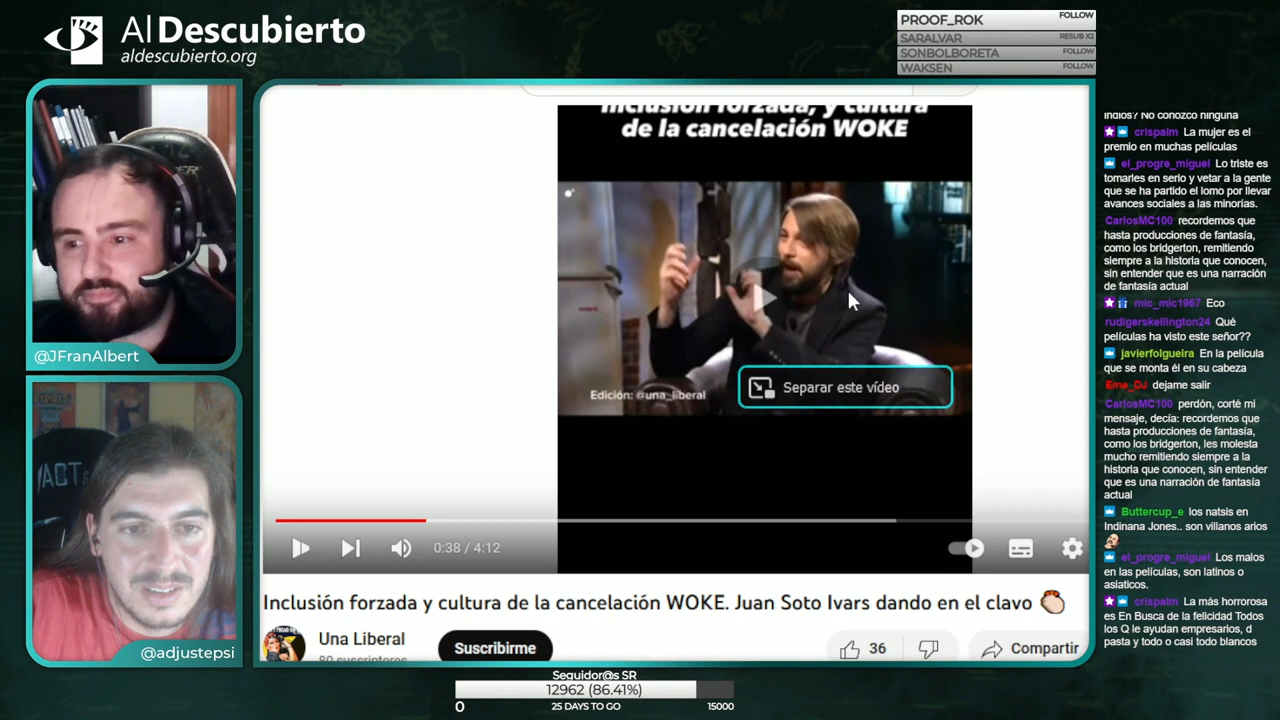 Al Descubierto
aldescubierto.org
PROOF_ROK FOLLOW
SARALVAR RESUB X2
SONBOLBORETA FOLLOW
WAKSEN FOLLOW
@JFranAlbert
@adjustepsi
Inclusión forzada, y cultura
de la cancelación WOKE
Edición: @una_liberal
Separar este vídeo
0:38 / 4:12
Inclusión forzada y cultura de la cancelación WOKE. Juan Soto Ivars dando en el clavo
Una Liberal
80 suscriptores
Suscribirme
36
Compartir
Seguidor@s SR
12962 (86.41%)
0 25 DAYS TO GO 15000
indios? No conozco ninguna
crispalm La mujer es el
premio en muchas películas
el_progre_miguel Lo triste es
tomarles en serio y vetar a la gente
que se ha partido el lomo por llevar
avances sociales a las minorías.
CarlosMC100 recordemos que
hasta producciones de fantasía,
como los bridgerton, remitiendo
siempre a la historia que conocen,
sin entender que es una narración
de fantasía actual
mic_mic1967 Eco
rudigerskellington24 Qué
películas ha visto este señor??
javierfolgueira En la película
que se monta él en su cabeza
Eme_DJ dejame salir
CarlosMC100 perdón, corté mi
mensaje, decía: recordemos que
hasta producciones de fantasía,
como los bridgerton, les molesta
mucho remitiendo siempre a la
historia que conocen, sin entender
que es una narración de fantasía
actual
Buttercup_e los natsis en
Indinana Jones.. son villanos arios
el_progre_miguel Los malos
en las películas, son latinos o
asiaticos.
crispalm La más horrorosa
es En Busca de la felicidad Todos
los Q le ayudan empresarios, d
pasta y todo o casi todo blancos